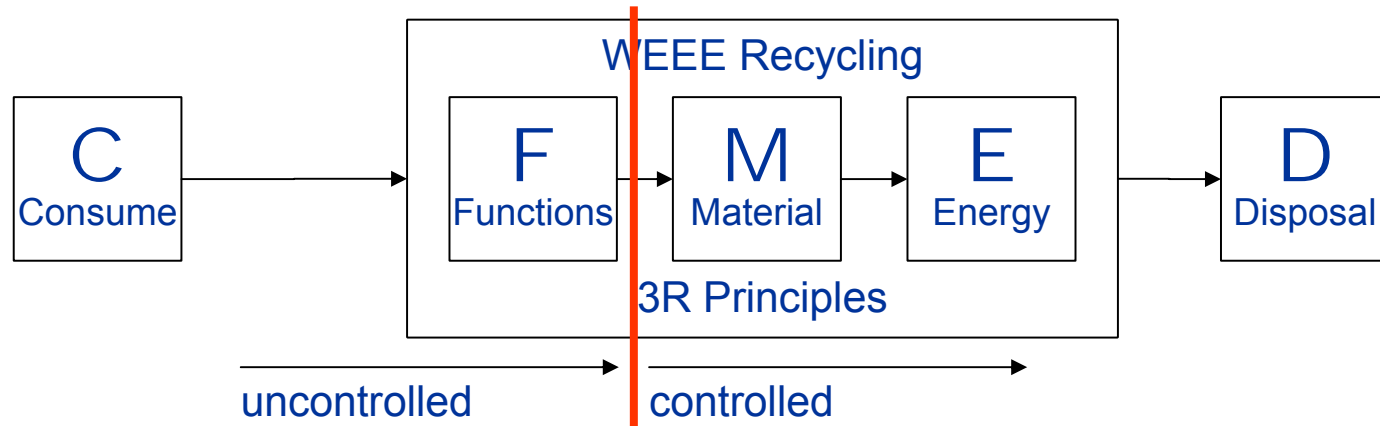 WEEE Recycling
C
Consume
F
Functions
M
Material
E
Energy
D
Disposal
3R Principles
uncontrolled
controlled